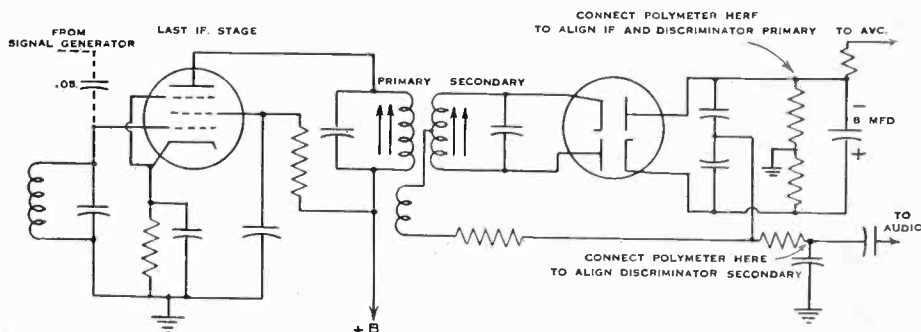 FROM
SIGNAL GENERATOR
.05
LAST IF. STAGE
PRIMARY
SECONDARY
+ B
CONNECT POLYMETER HERE
TO ALIGN IF AND DISCRIMINATOR PRIMARY
TO AVC.
−
8 MFD
+
TO
AUDIO
CONNECT POLYMETER HERE
TO ALIGN DISCRIMINATOR SECONDARY